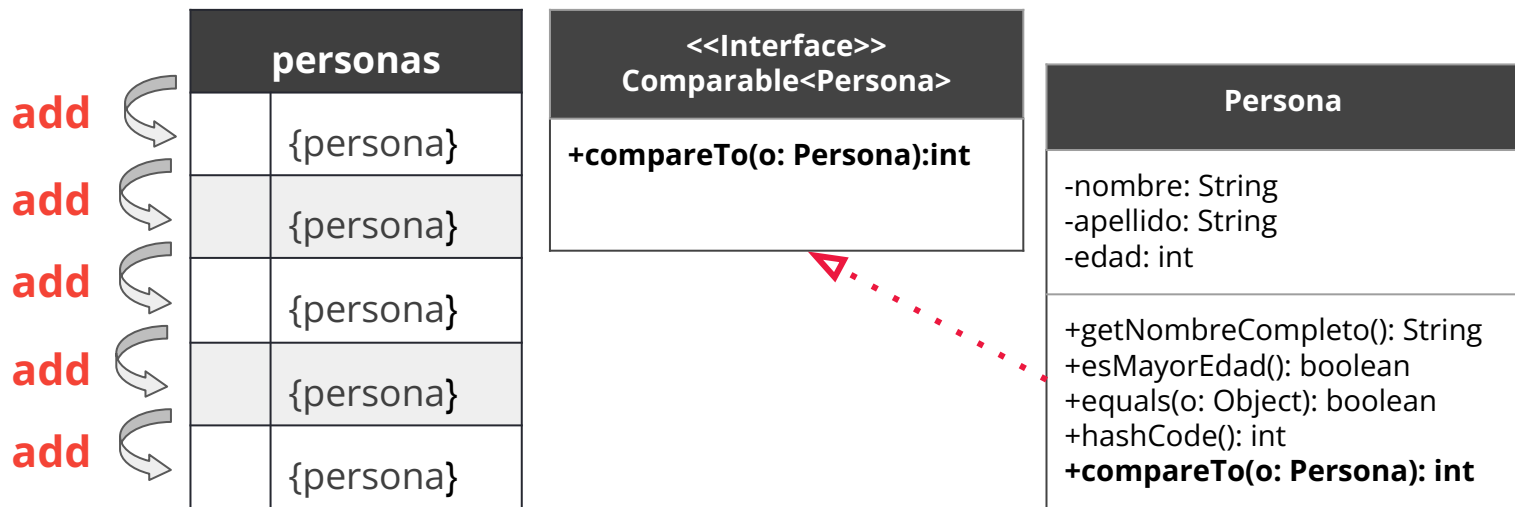 personas
add
{persona}
add
{persona}
add
{persona}
add
{persona}
add
{persona}
<<Interface>>
Comparable<Persona>
+compareTo(o: Persona):int
Persona
-nombre: String
-apellido: String
-edad: int
+getNombreCompleto(): String
+esMayorEdad(): boolean
+equals(o: Object): boolean
+hashCode(): int
+compareTo(o: Persona): int